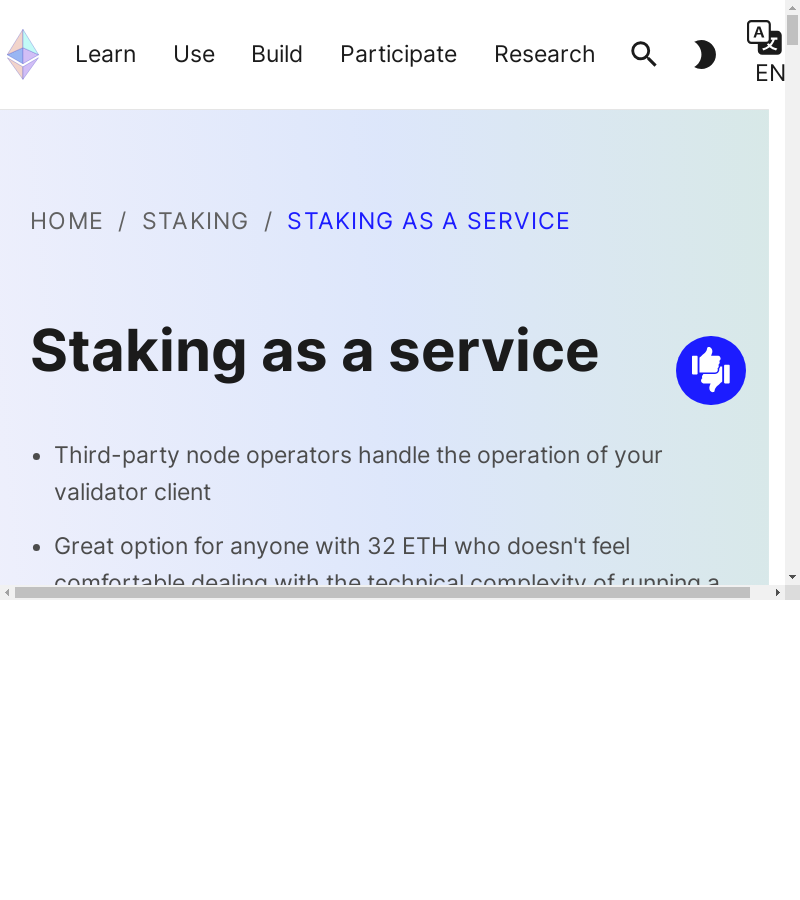 Learn Use Build Participate Research
EN
HOME / STAKING / STAKING AS A SERVICE
Staking as a service
• Third-party node operators handle the operation of your
validator client
• Great option for anyone with 32 ETH who doesn't feel
comfortable dealing with the technical complexity of running a